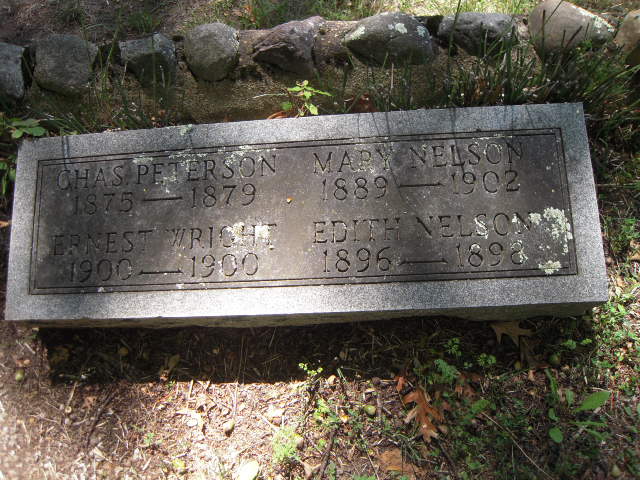 CHAS. PETERSON
1875 — 1879
MARY NELSON
1889 — 1902
ERNEST WRIGHT
1900 — 1900
EDITH NELSON
1896 — 1898